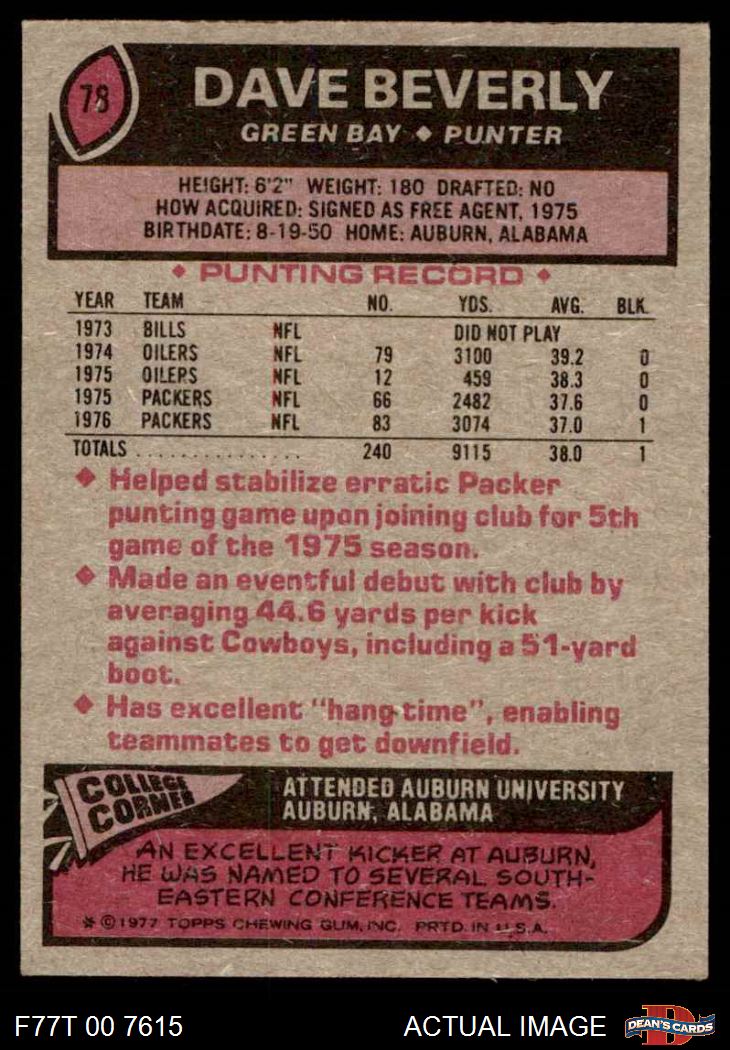 78
DAVE BEVERLY
GREEN BAY ◆ PUNTER
HEIGHT: 6'2" WEIGHT: 180 DRAFTED: NO
HOW ACQUIRED: SIGNED AS FREE AGENT, 1975
BIRTHDATE: 8-19-50 HOME: AUBURN, ALABAMA
◆ PUNTING RECORD ◆
YEAR TEAM NO. YDS. AVG. BLK.
1973 BILLS NFL DID NOT PLAY
1974 OILERS NFL 79 3100 39.2 0
1975 OILERS NFL 12 459 38.3 0
1975 PACKERS NFL 66 2482 37.6 0
1976 PACKERS NFL 83 3074 37.0 1
TOTALS . . . . . . . . . . . . . . . 240 9115 38.0 1
◆ Helped stabilize erratic Packer
punting game upon joining club for 5th
game of the 1975 season.
◆ Made an eventful debut with club by
averaging 44.6 yards per kick
against Cowboys, including a 51-yard
boot.
◆ Has excellent "hang-time", enabling
teammates to get downfield.
COLLEGE
CORNER
ATTENDED AUBURN UNIVERSITY
AUBURN, ALABAMA
AN EXCELLENT KICKER AT AUBURN,
HE WAS NAMED TO SEVERAL SOUTH-
EASTERN CONFERENCE TEAMS.
* © 1977 TOPPS CHEWING GUM, INC. PRTD. IN U.S.A.
F77T 00 7615 ACTUAL IMAGE
D
DEAN'S CARDS